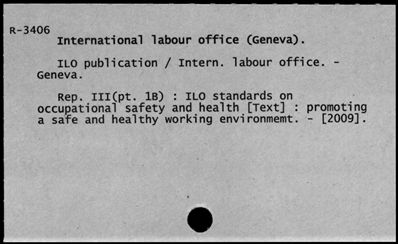 R-3406
International labour office (Geneva).
ILO publication / Intern. labour office. -
Geneva.
Rep. III(pt. 1B) : ILO standards on
occupational safety and health [Text] : promoting
a safe and healthy working environmemt. - [2009].